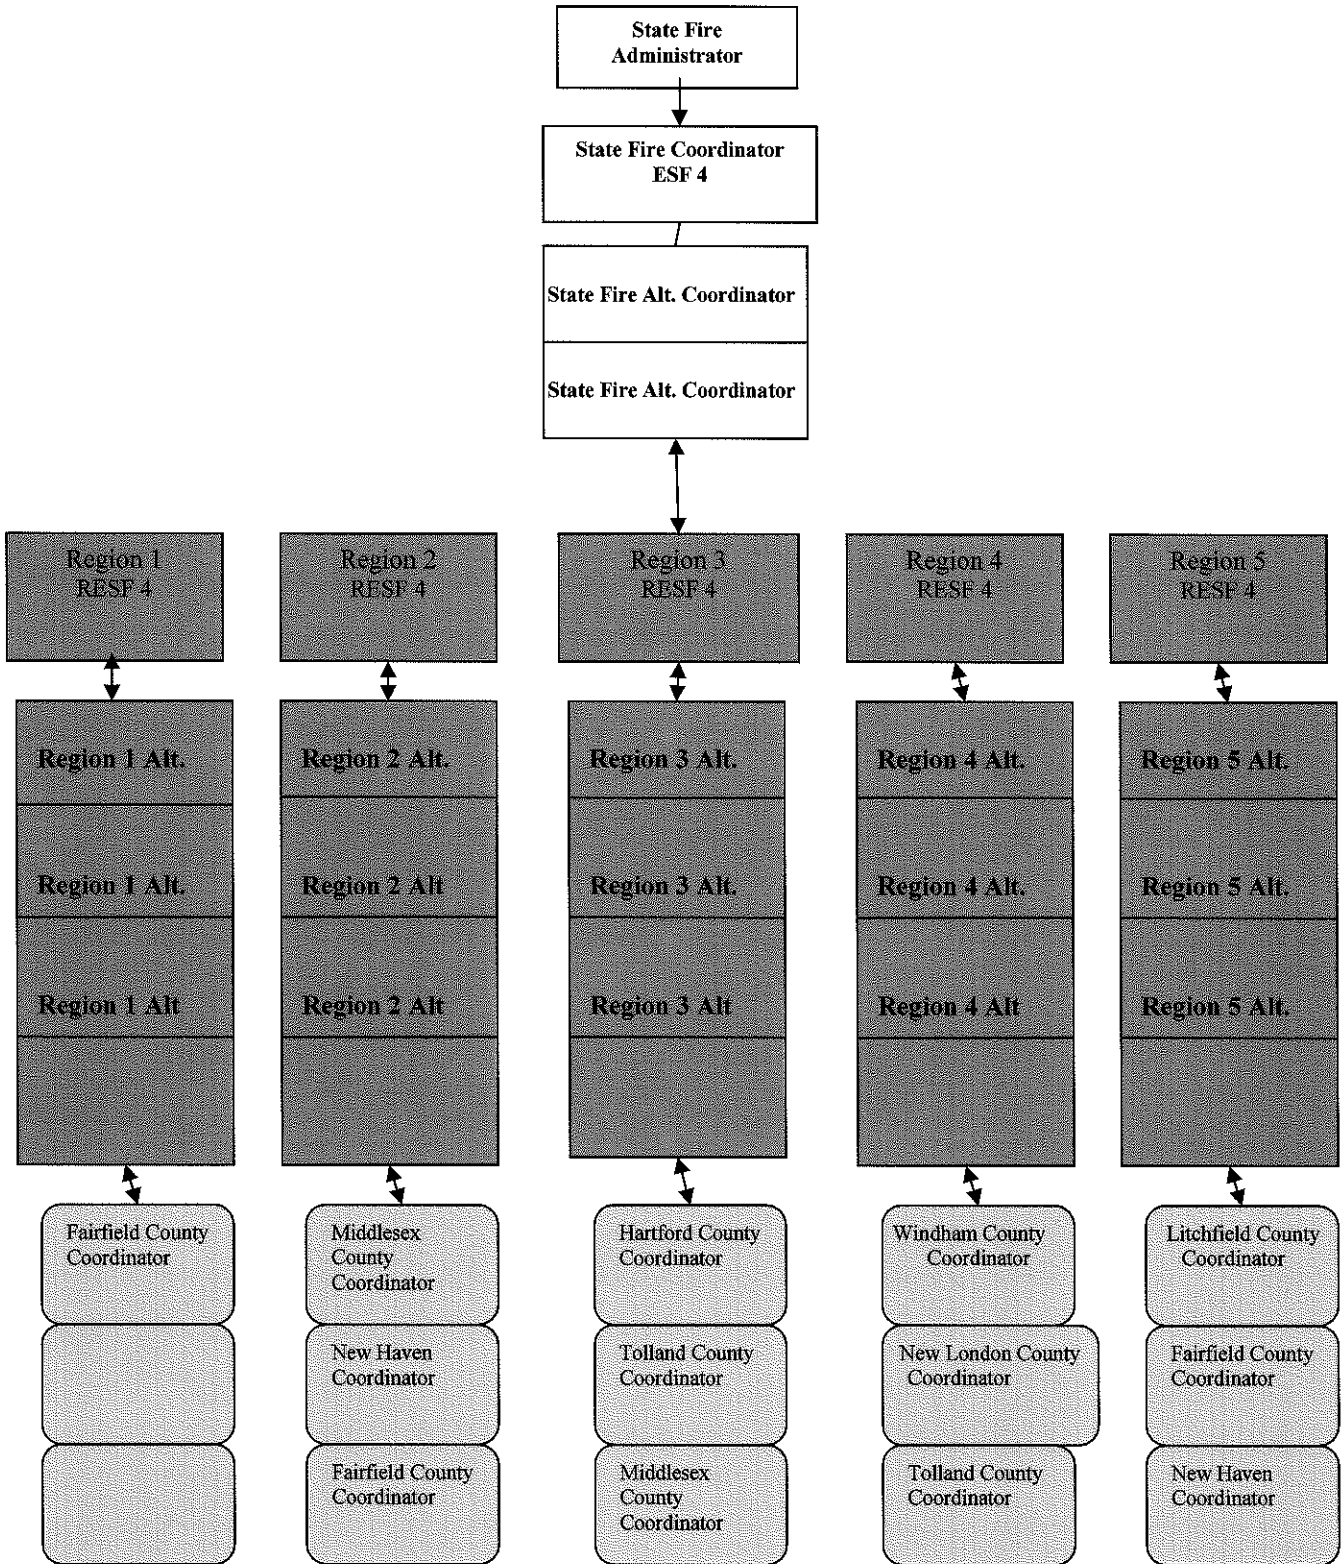 State Fire
Administrator
State Fire Coordinator
ESF 4
State Fire Alt. Coordinator
State Fire Alt. Coordinator
Region 1
RESF 4
Region 2
RESF 4
Region 3
RESF 4
Region 4
RESF 4
Region 5
RESF 4
Region 1 Alt.
Region 2 Alt.
Region 3 Alt.
Region 4 Alt.
Region 5 Alt.
Region 1 Alt.
Region 2 Alt
Region 3 Alt.
Region 4 Alt.
Region 5 Alt.
Region 1 Alt
Region 2 Alt
Region 3 Alt
Region 4 Alt
Region 5 Alt.
Fairfield County
Coordinator
Middlesex
County
Coordinator
Hartford County
Coordinator
Windham County
Coordinator
Litchfield County
Coordinator
New Haven
Coordinator
Tolland County
Coordinator
New London County
Coordinator
Fairfield County
Coordinator
Fairfield County
Coordinator
Middlesex
County
Coordinator
Tolland County
Coordinator
New Haven
Coordinator